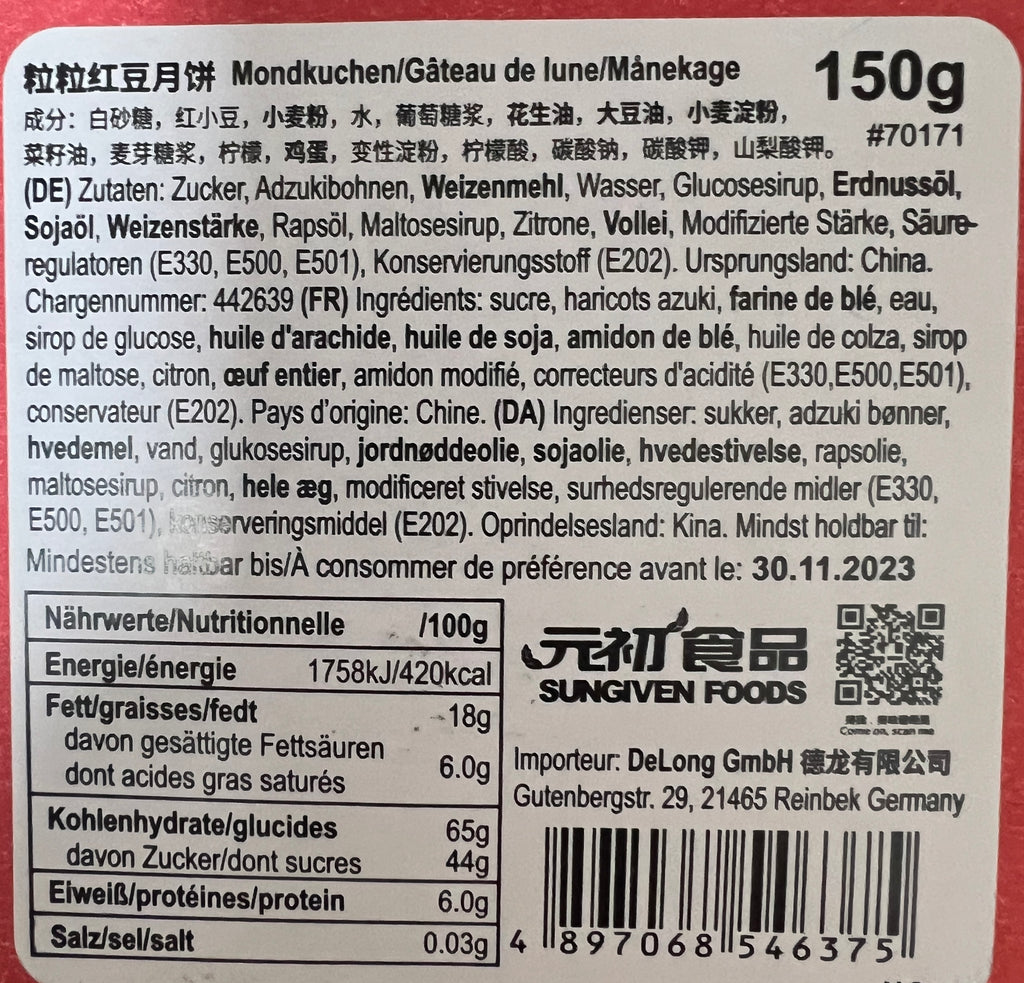 粒粒红豆月饼 Mondkuchen/Gâteau de lune/Månekage
150g
成分：白砂糖，红小豆，小麦粉，水，葡萄糖浆，花生油，大豆油，小麦淀粉，
#70171
菜籽油，麦芽糖浆，柠檬，鸡蛋，变性淀粉，柠檬酸，碳酸钠，碳酸钾，山梨酸钾。
(DE) Zutaten: Zucker, Adzukibohnen, Weizenmehl, Wasser, Glucosesirup, Erdnussöl,
Sojaöl, Weizenstärke, Rapsöl, Maltosesirup, Zitrone, Vollei, Modifizierte Stärke, Säure-
regulatoren (E330, E500, E501), Konservierungsstoff (E202). Ursprungsland: China.
Chargennummer: 442639 (FR) Ingrédients: sucre, haricots azuki, farine de blé, eau,
sirop de glucose, huile d'arachide, huile de soja, amidon de blé, huile de colza, sirop
de maltose, citron, œuf entier, amidon modifié, correcteurs d'acidité (E330,E500,E501),
conservateur (E202). Pays d'origine: Chine. (DA) Ingredienser: sukker, adzuki bønner,
hvedemel, vand, glukosesirup, jordnøddeolie, sojaolie, hvedestivelse, rapsolie,
maltosesirup, citron, hele æg, modificeret stivelse, surhedsregulerende midler (E330,
E500, E501), konserveringsmiddel (E202). Oprindelsesland: Kina. Mindst holdbar til:
Mindestens haltbar bis/À consommer de préférence avant le: 30.11.2023
Nährwerte/Nutritionnelle /100g
Energie/énergie 1758kJ/420kcal
Fett/graisses/fedt 18g
davon gesättigte Fettsäuren
dont acides gras saturés 6.0g
Kohlenhydrate/glucides 65g
davon Zucker/dont sucres 44g
Eiweiß/protéines/protein 6.0g
Salz/sel/salt 0.03g
元初食品
SUNGIVEN FOODS
Come on, scan me
Importeur: DeLong GmbH 德龙有限公司
Gutenbergstr. 29, 21465 Reinbek Germany
4 897068 546375